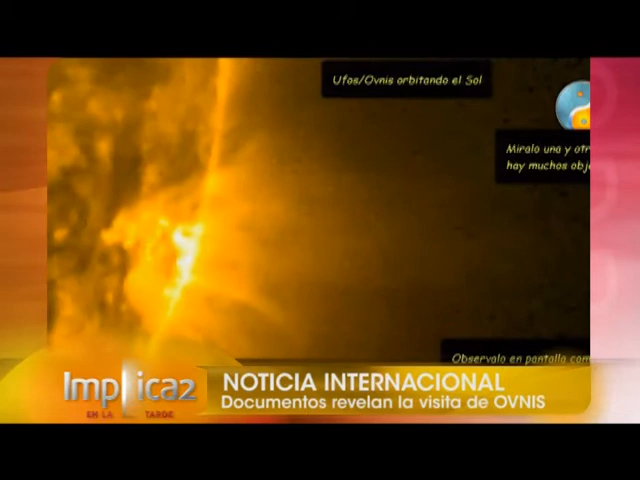 Ufos/Ovnis orbitando el Sol
Miralo una y otr
hay muchos obj
Observalo en pantalla com
Implica2
EN LA TARDE
NOTICIA INTERNACIONAL
Documentos revelan la visita de OVNIS